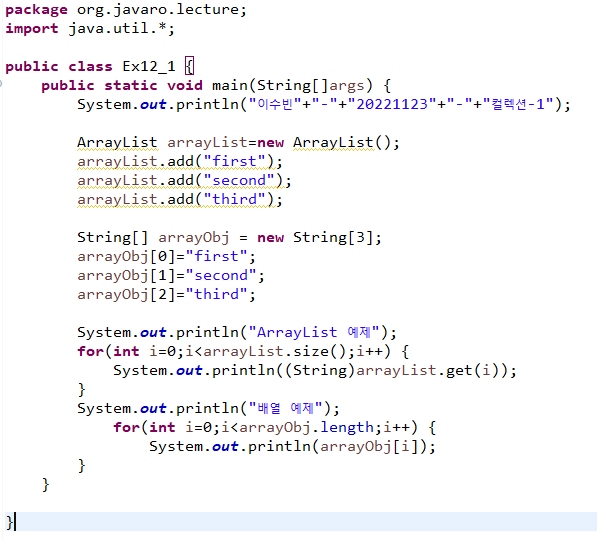 package org.javaro.lecture;
import java.util.*;
public class Ex12_1 {
public static void main(String[]args) {
System.out.println("이수빈"+"-"+"20221123"+"-"+"컬렉션-1");
ArrayList arrayList=new ArrayList();
arrayList.add("first");
arrayList.add("second");
arrayList.add("third");
String[] arrayObj = new String[3];
arrayObj[0]="first";
arrayObj[1]="second";
arrayObj[2]="third";
System.out.println("ArrayList 예제");
for(int i=0;i<arrayList.size();i++) {
System.out.println((String)arrayList.get(i));
}
System.out.println("배열 예제");
for(int i=0;i<arrayObj.length;i++) {
System.out.println(arrayObj[i]);
}
}
}